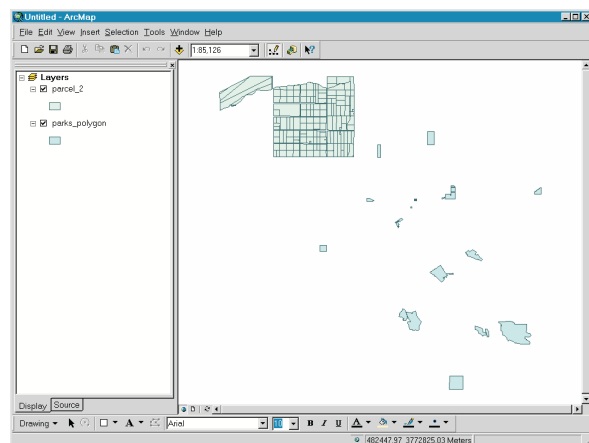 Untitled - ArcMap
File Edit View Insert Selection Tools Window Help
1:85,126
Layers
parcel_2
parks_polygon
Display Source
Drawing A Arial 10 B I U A
482447.97 3772825.03 Meters